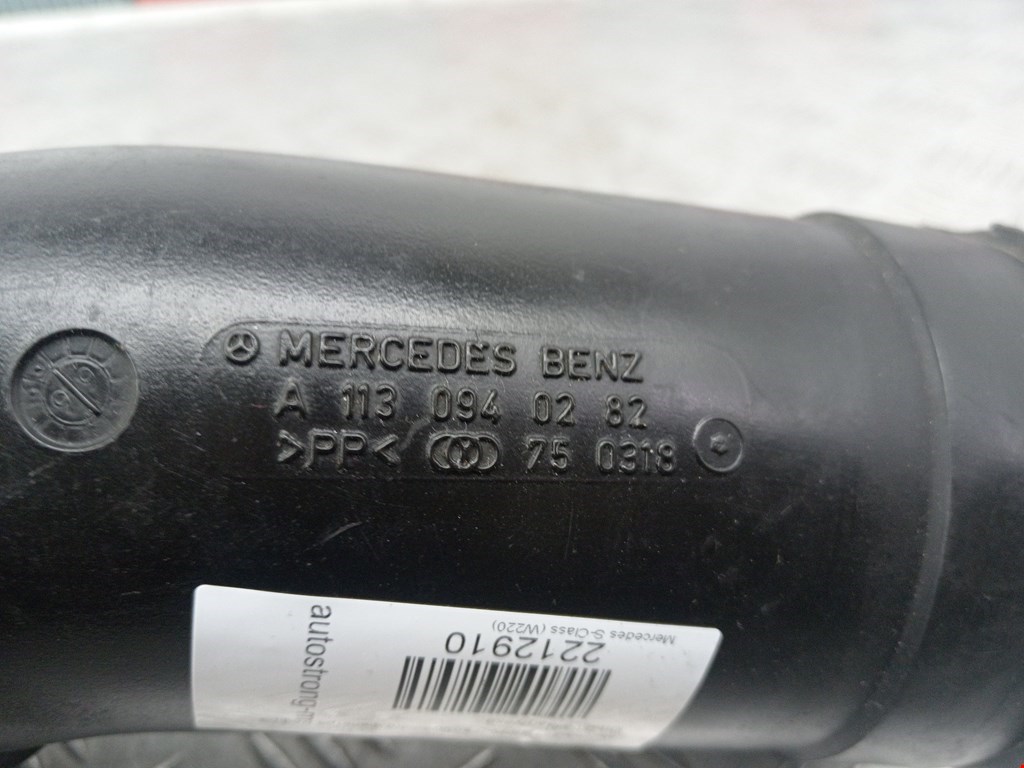 MERCEDES BENZ
A 113 094 02 82
>PP< 75 0318
autostrong-
2212910
Mercedes S-Class (W220)